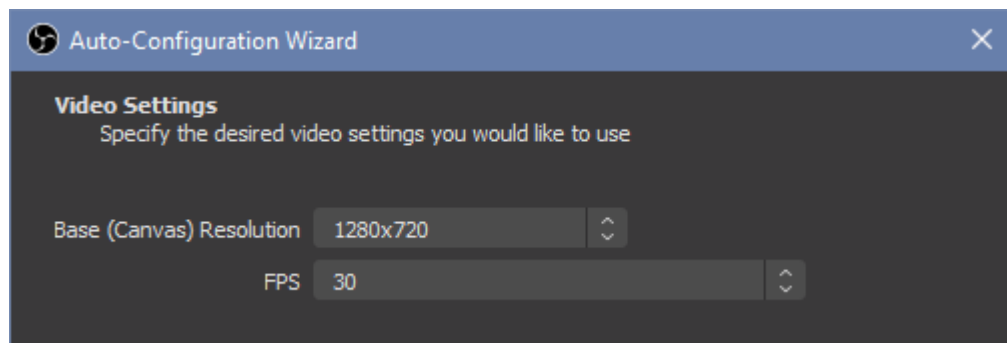 Auto-Configuration Wizard
Video Settings
Specify the desired video settings you would like to use
Base (Canvas) Resolution 1280x720
FPS 30